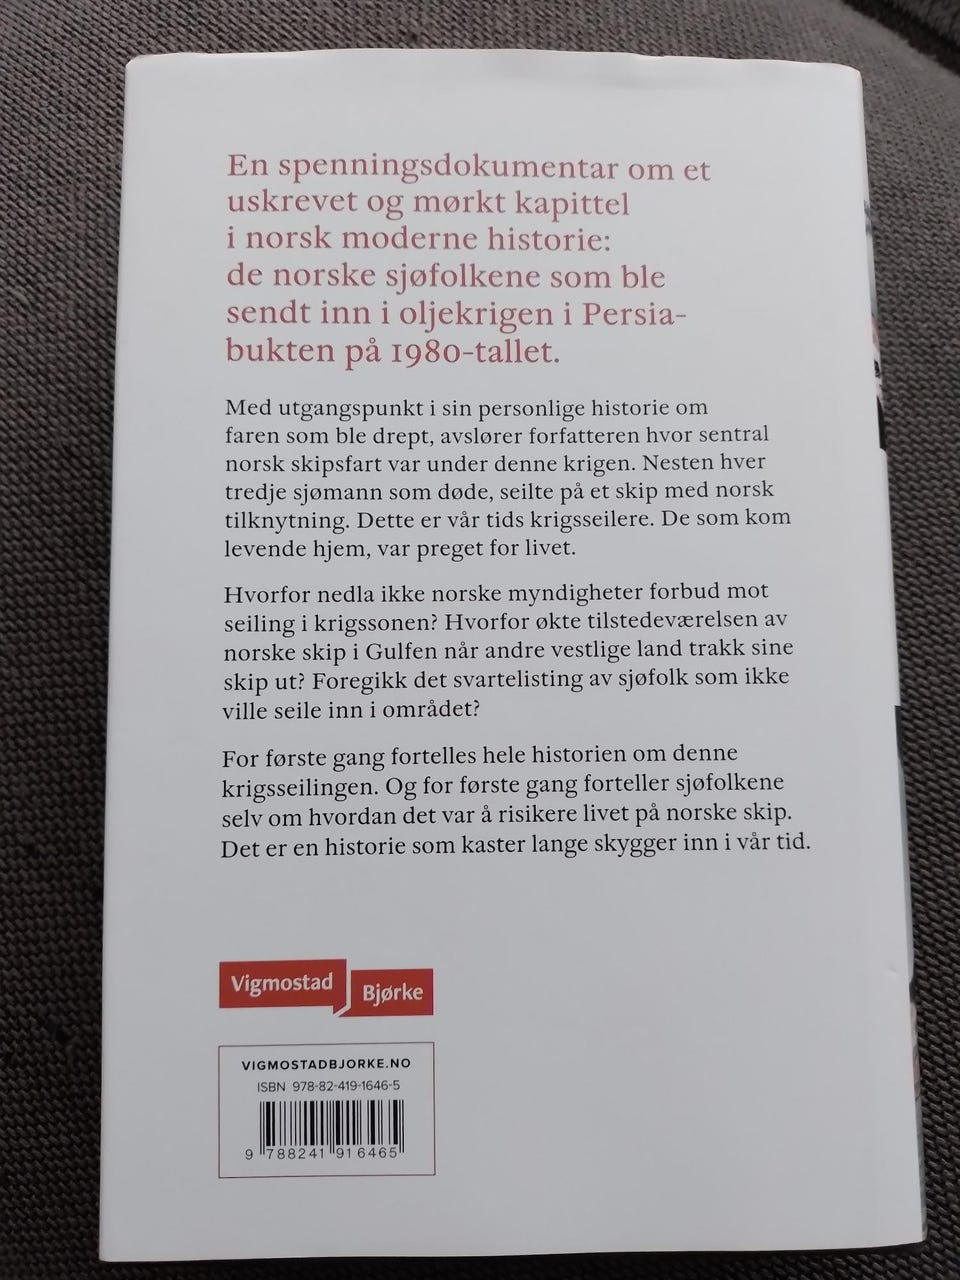 En spenningsdokumentar om et
uskrevet og mørkt kapittel
i norsk moderne historie:
de norske sjøfolkene som ble
sendt inn i oljekrigen i Persia-
bukten på 1980-tallet.
Med utgangspunkt i sin personlige historie om
faren som ble drept, avslører forfatteren hvor sentral
norsk skipsfart var under denne krigen. Nesten hver
tredje sjømann som døde, seilte på et skip med norsk
tilknytning. Dette er vår tids krigsseilere. De som kom
levende hjem, var preget for livet.
Hvorfor nedla ikke norske myndigheter forbud mot
seiling i krigssonen? Hvorfor økte tilstedeværelsen av
norske skip i Gulfen når andre vestlige land trakk sine
skip ut? Foregikk det svartelisting av sjøfolk som ikke
ville seile inn i området?
For første gang fortelles hele historien om denne
krigsseilingen. Og for første gang forteller sjøfolkene
selv om hvordan det var å risikere livet på norske skip.
Det er en historie som kaster lange skygger inn i vår tid.
Vigmostad
Bjørke
VIGMOSTADBJORKE.NO
ISBN 978-82-419-1646-5
9 788241 916465